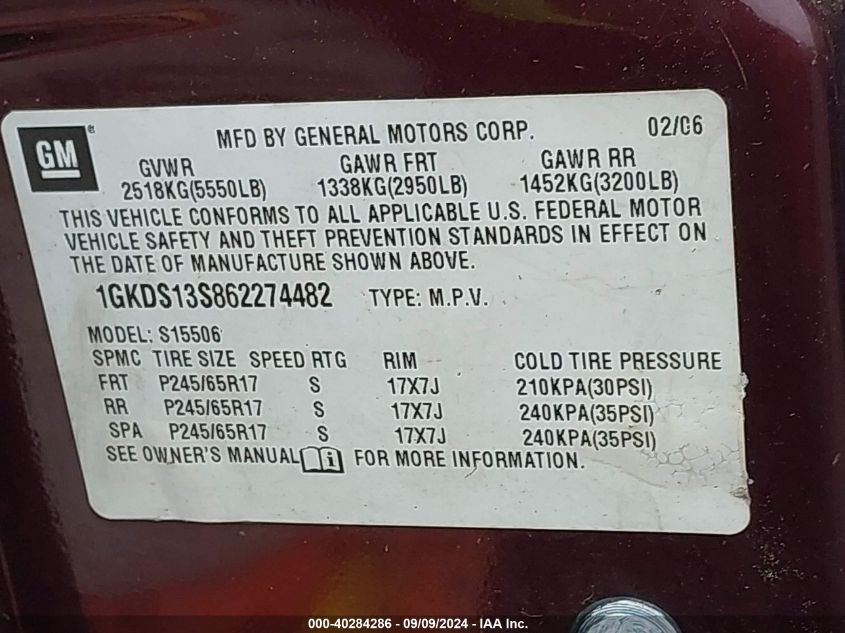 GM ®
MFD BY GENERAL MOTORS CORP. 02/06
GVWR GAWR FRT GAWR RR
2518KG(5550LB) 1338KG(2950LB) 1452KG(3200LB)
THIS VEHICLE CONFORMS TO ALL APPLICABLE U.S. FEDERAL MOTOR
VEHICLE SAFETY AND THEFT PREVENTION STANDARDS IN EFFECT ON
THE DATE OF MANUFACTURE SHOWN ABOVE.
1GKDS13S862274482 TYPE: M.P.V.
MODEL: S15506
SPMC TIRE SIZE SPEED RTG RIM COLD TIRE PRESSURE
FRT P245/65R17 S 17X7J 210KPA(30PSI)
RR P245/65R17 S 17X7J 240KPA(35PSI)
SPA P245/65R17 S 17X7J 240KPA(35PSI)
SEE OWNER'S MANUAL i FOR MORE INFORMATION.
000-40284286 - 09/09/2024 - IAA Inc.